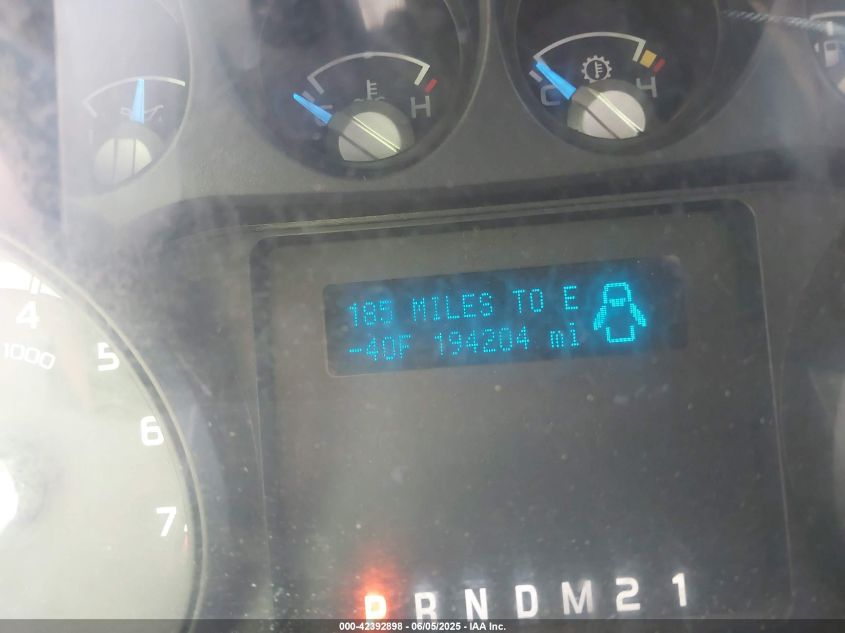 H
C H
4
x1000
5
6
7
185 MILES TO E
-40F 194204 mi
P R N D M 2 1
000-42392898 - 06/05/2025 - IAA Inc.